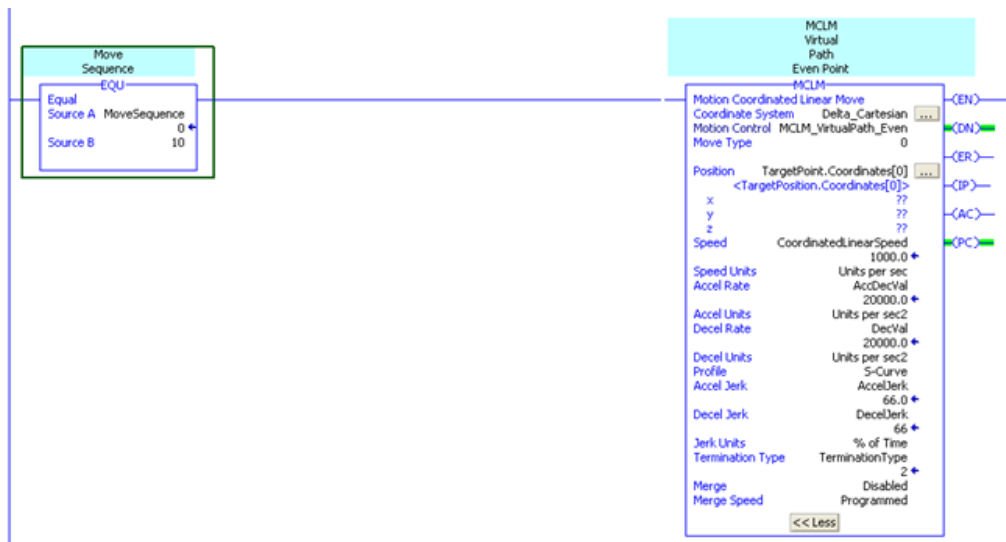 Move
Sequence
EQU
Equal
Source A MoveSequence
0
Source B 10
MCLM
Virtual
Path
Even Point
MCLM
Motion Coordinated Linear Move
Coordinate System Delta_Cartesian ...
Motion Control MCLM_VirtualPath_Even
Move Type 0
Position TargetPoint.Coordinates[0] ...
<TargetPosition.Coordinates[0]>
x ??
y ??
z ??
Speed CoordinatedLinearSpeed
1000.0
Speed Units Units per sec
Accel Rate AccDecVal
20000.0
Accel Units Units per sec2
Decel Rate DecVal
20000.0
Decel Units Units per sec2
Profile S-Curve
Accel Jerk AccelJerk
66.0
Decel Jerk DecelJerk
66
Jerk Units % of Time
Termination Type TerminationType
2
Merge Disabled
Merge Speed Programmed
<< Less
(EN)
(DN)
(ER)
(IP)
(AC)
(PC)